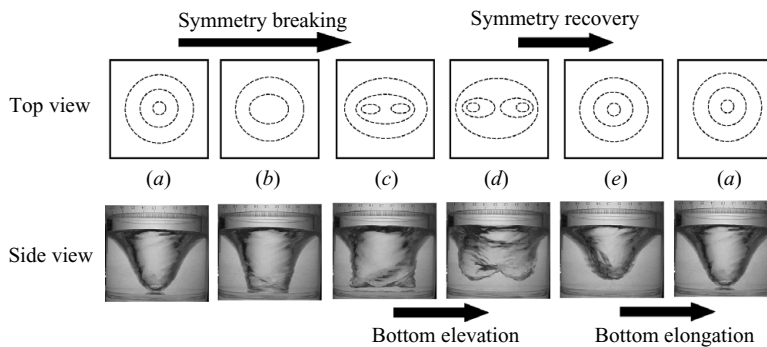 Symmetry breaking
Symmetry recovery
Top view
(a)
(b)
(c)
(d)
(e)
(a)
Side view
Bottom elevation
Bottom elongation